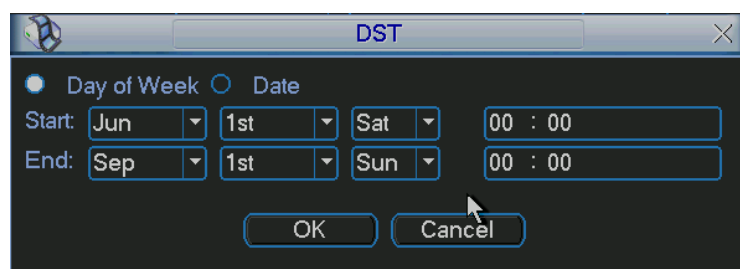 DST
Day of Week Date
Start: Jun 1st Sat 00 : 00
End: Sep 1st Sun 00 : 00
OK Cancel